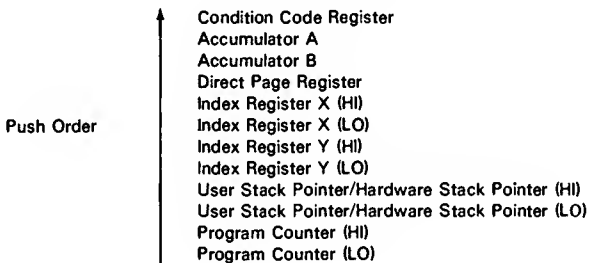 Condition Code Register
Accumulator A
Accumulator B
Direct Page Register
Index Register X (HI)
Push Order
Index Register X (LO)
Index Register Y (HI)
Index Register Y (LO)
User Stack Pointer/Hardware Stack Pointer (HI)
User Stack Pointer/Hardware Stack Pointer (LO)
Program Counter (HI)
Program Counter (LO)